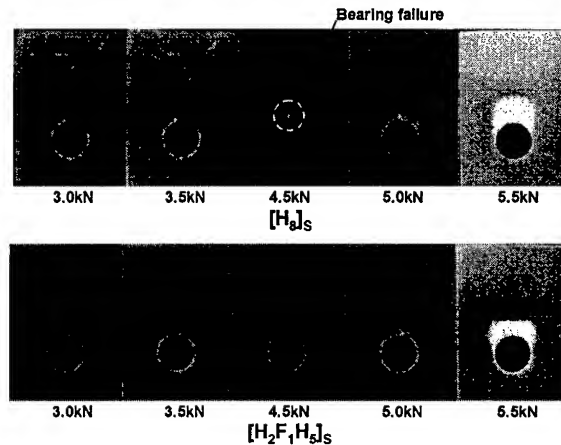 Bearing failure
3.0kN 3.5kN 4.5kN 5.0kN 5.5kN
[H₈]ₛ
3.0kN 3.5kN 4.5kN 5.0kN 6.5kN
[H₂F₁H₅]ₛ